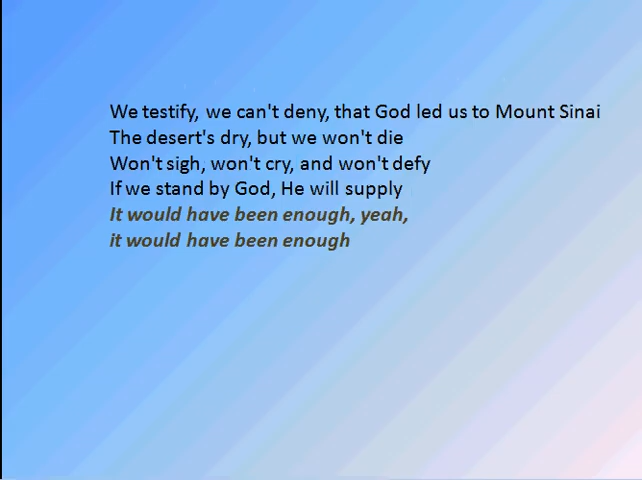 We testify, we can't deny, that God led us to Mount Sinai
The desert's dry, but we won't die
Won't sigh, won't cry, and won't defy
If we stand by God, He will supply
It would have been enough, yeah,
it would have been enough